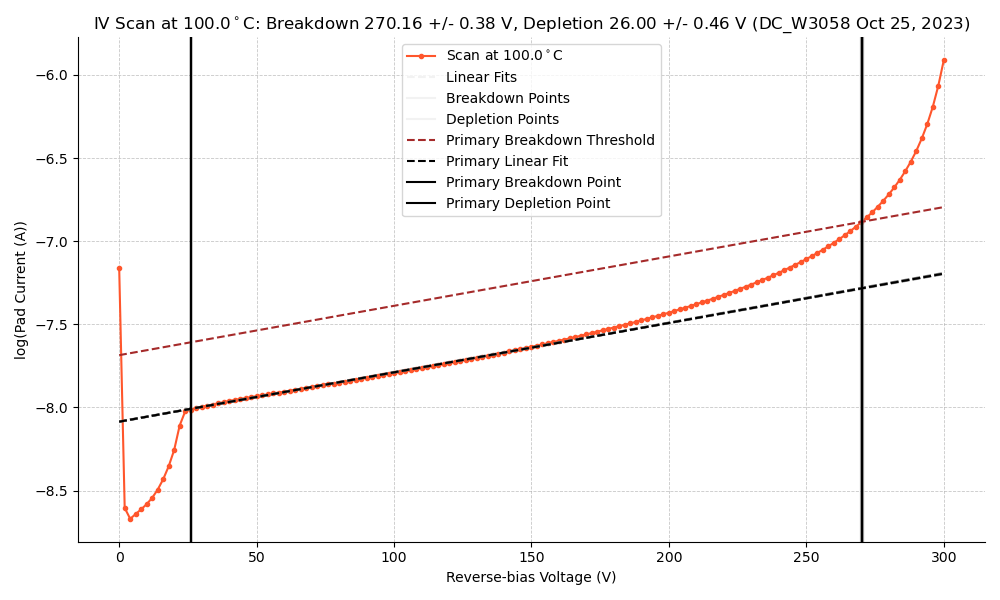 IV Scan at 100.0°C: Breakdown 270.16 +/- 0.38 V, Depletion 26.00 +/- 0.46 V (DC_W3058 Oct 25, 2023)
Scan at 100.0°C
Linear Fits
Breakdown Points
Depletion Points
Primary Breakdown Threshold
Primary Linear Fit
Primary Breakdown Point
Primary Depletion Point
log(Pad Current (A))
−6.0
−6.5
−7.0
−7.5
−8.0
−8.5
0 50 100 150 200 250 300
Reverse-bias Voltage (V)